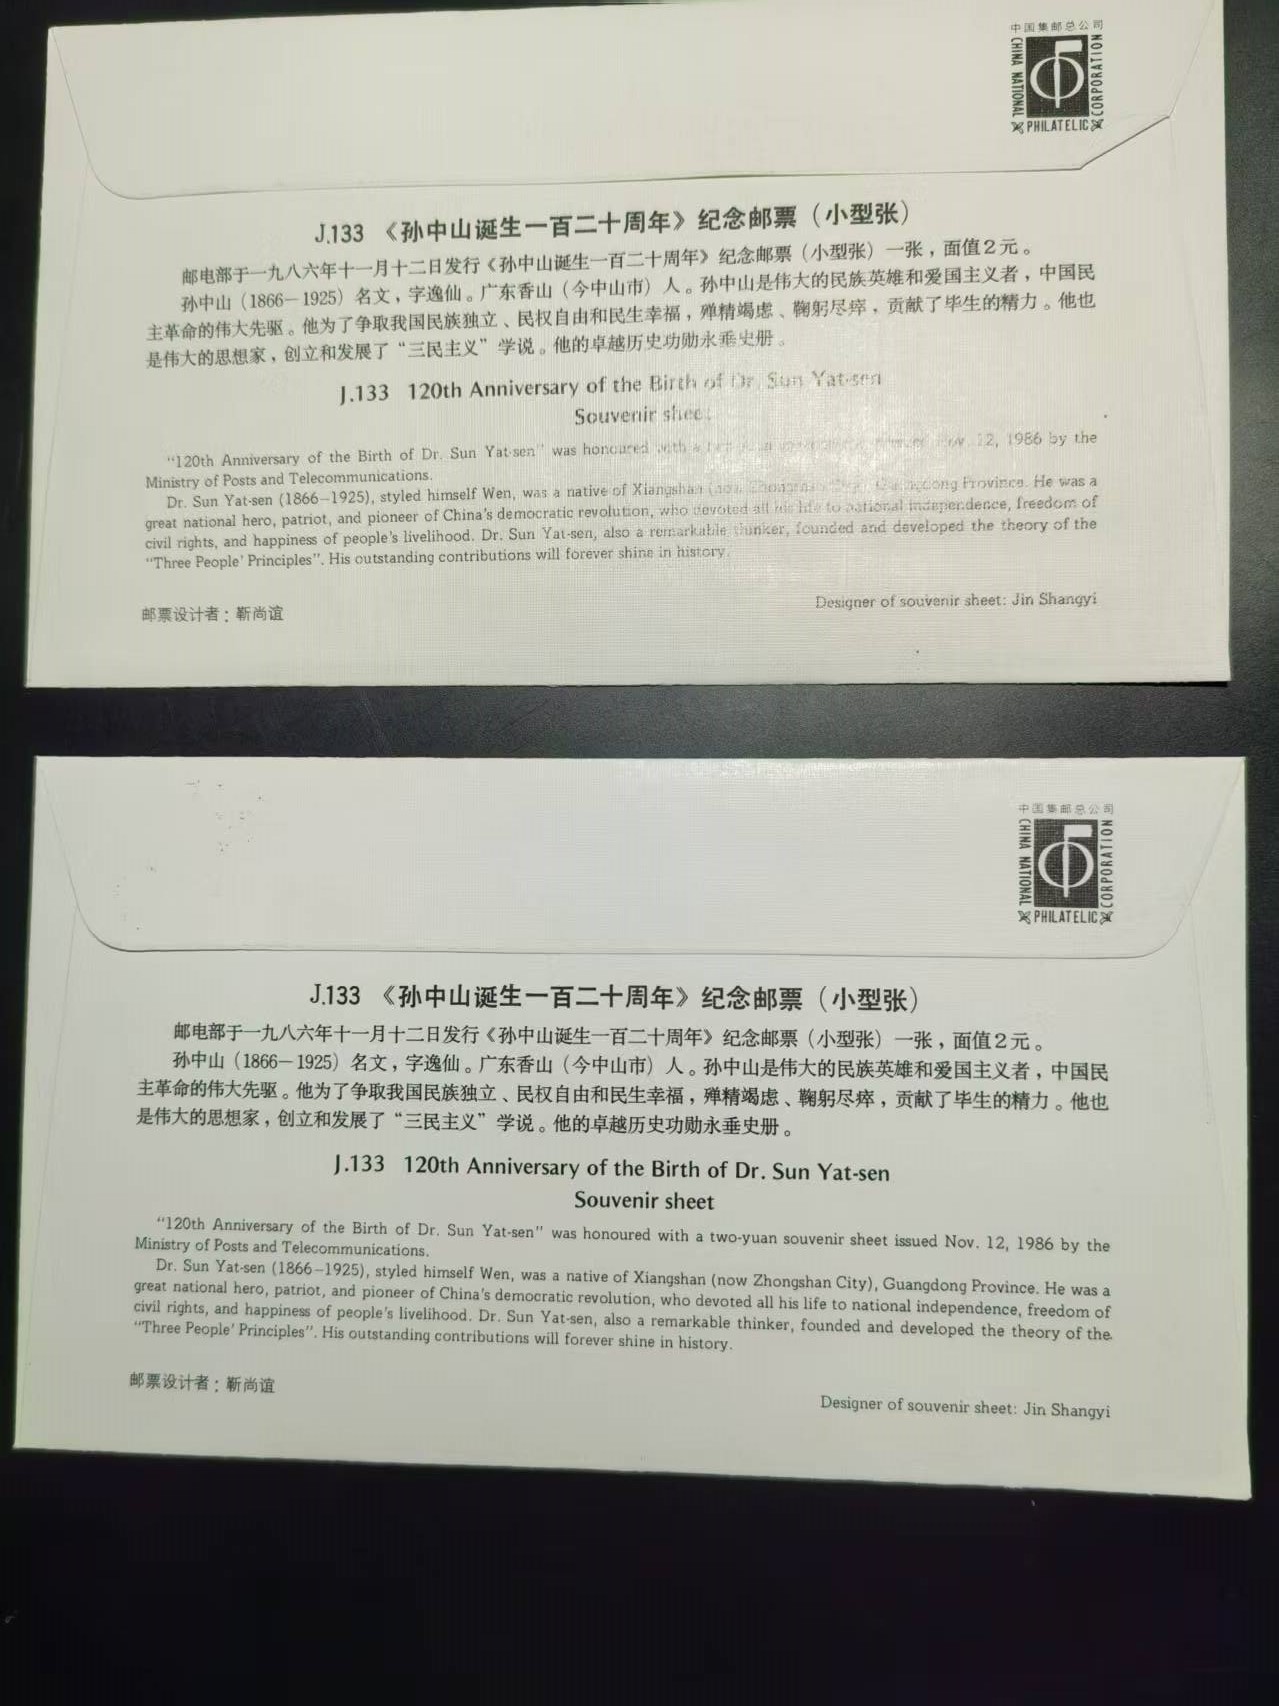 中国集邮总公司
CHINA NATIONAL
PHILATELIC
CORPORATION
J.133 《孙中山诞生一百二十周年》纪念邮票（小型张）
邮电部于一九八六年十一月十二日发行《孙中山诞生一百二十周年》纪念邮票（小型张）一张，面值2元。
孙中山（1866－1925）名文，字逸仙。广东香山（今中山市）人。孙中山是伟大的民族英雄和爱国主义者，中国民
主革命的伟大先驱。他为了争取我国民族独立、民权自由和民生幸福，殚精竭虑、鞠躬尽瘁，贡献了毕生的精力。他也
是伟大的思想家，创立和发展了“三民主义”学说。他的卓越历史功勋永垂史册。
J.133 120th Anniversary of the Birth of Dr. Sun Yat-sen
Souvenir sheet
“120th Anniversary of the Birth of Dr. Sun Yat-sen” was honoured with a Nov. 12, 1986 by the
Ministry of Posts and Telecommunications.
Dr. Sun Yat-sen (1866–1925), styled himself Wen, was a native of Xiangshan (now Guangdong Province. He was a
great national hero, patriot, and pioneer of China's democratic revolution, who devoted all his life to national independence, freedom of
civil rights, and happiness of people's livelihood. Dr. Sun Yat-sen, also a remarkable thinker, founded and developed the theory of the
“Three People' Principles”. His outstanding contributions will forever shine in history.
邮票设计者：靳尚谊
Designer of souvenir sheet: Jin Shangyi
中国集邮总公司
CHINA NATIONAL
PHILATELIC
CORPORATION
J.133 《孙中山诞生一百二十周年》纪念邮票（小型张）
邮电部于一九八六年十一月十二日发行《孙中山诞生一百二十周年》纪念邮票（小型张）一张，面值2元。
孙中山（1866－1925）名文，字逸仙。广东香山（今中山市）人。孙中山是伟大的民族英雄和爱国主义者，中国民
主革命的伟大先驱。他为了争取我国民族独立、民权自由和民生幸福，殚精竭虑、鞠躬尽瘁，贡献了毕生的精力。他也
是伟大的思想家，创立和发展了“三民主义”学说。他的卓越历史功勋永垂史册。
J.133 120th Anniversary of the Birth of Dr. Sun Yat-sen
Souvenir sheet
“120th Anniversary of the Birth of Dr. Sun Yat-sen” was honoured with a two-yuan souvenir sheet issued Nov. 12, 1986 by the
Ministry of Posts and Telecommunications.
Dr. Sun Yat-sen (1866–1925), styled himself Wen, was a native of Xiangshan (now Zhongshan City), Guangdong Province. He was a
great national hero, patriot, and pioneer of China's democratic revolution, who devoted all his life to national independence, freedom of
civil rights, and happiness of people's livelihood. Dr. Sun Yat-sen, also a remarkable thinker, founded and developed the theory of the
“Three People' Principles”. His outstanding contributions will forever shine in history.
邮票设计者：靳尚谊
Designer of souvenir sheet: Jin Shangyi